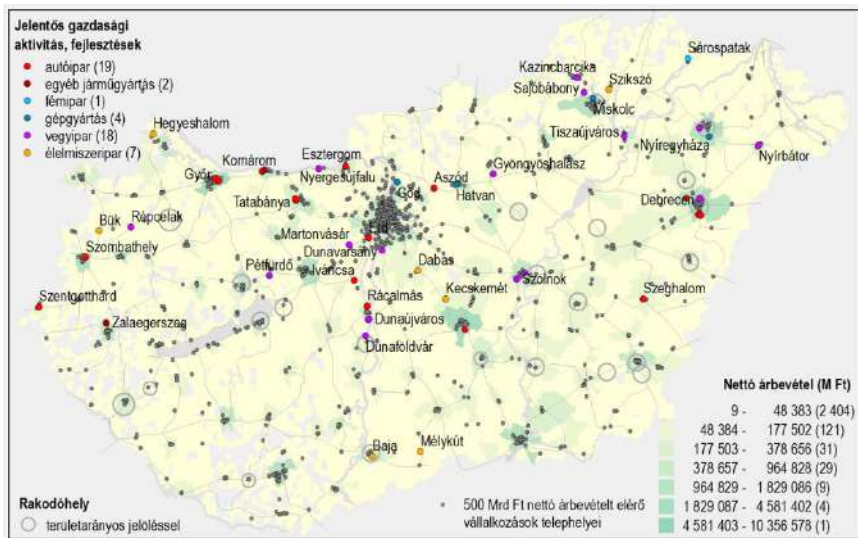 Jelentős gazdasági
aktivitás, fejlesztések
autóipar (19)
egyéb járműgyártás (2)
fémipar (1)
gépgyártás (4)
vegyipar (18)
élelmiszeripar (7)
Sárospatak
Kazincbarcika
Szikszó
Sajóbábony
Miskolc
Hegyeshalom
Tiszaújváros
Nyíregyháza
Nyírbátor
Komárom
Esztergom
Győr
Nyergesújfalu
Gyöngyöshalász
Göd
Aszód
Hatvan
Tatabánya
Debrecen
Bük
Répcelak
Martonvásár
Érd
Szombathely
Dunavarsány
Pétfürdő
Iváncsa
Dabas
Szolnok
Szentgotthárd
Rácalmás
Kecskemét
Szeghalom
Zalaegerszeg
Dunaújváros
Dunaföldvár
Baja
Mélykút
Nettó árbevétel (M Ft)
9 - 48 383 (2 404)
48 384 - 177 502 (121)
177 503 - 378 656 (31)
378 657 - 964 828 (29)
964 829 - 1 829 086 (9)
1 829 087 - 4 581 402 (4)
4 581 403 - 10 356 578 (1)
Rakodóhely
területarányos jelöléssel
500 Mrd Ft nettó árbevételt elérő
vállalkozások telephelyei